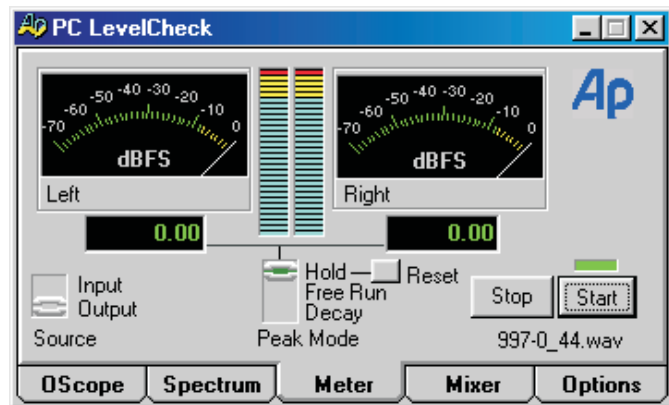 Ap PC LevelCheck
-70 -60 -50 -40 -30 -20 -10 0
dBFS
Left
-70 -60 -50 -40 -30 -20 -10 0
dBFS
Right
Ap
0.00
0.00
Input
Output
Source
Hold
Free Run
Decay
Peak Mode
Reset
Stop
Start
997-0_44.wav
OScope
Spectrum
Meter
Mixer
Options